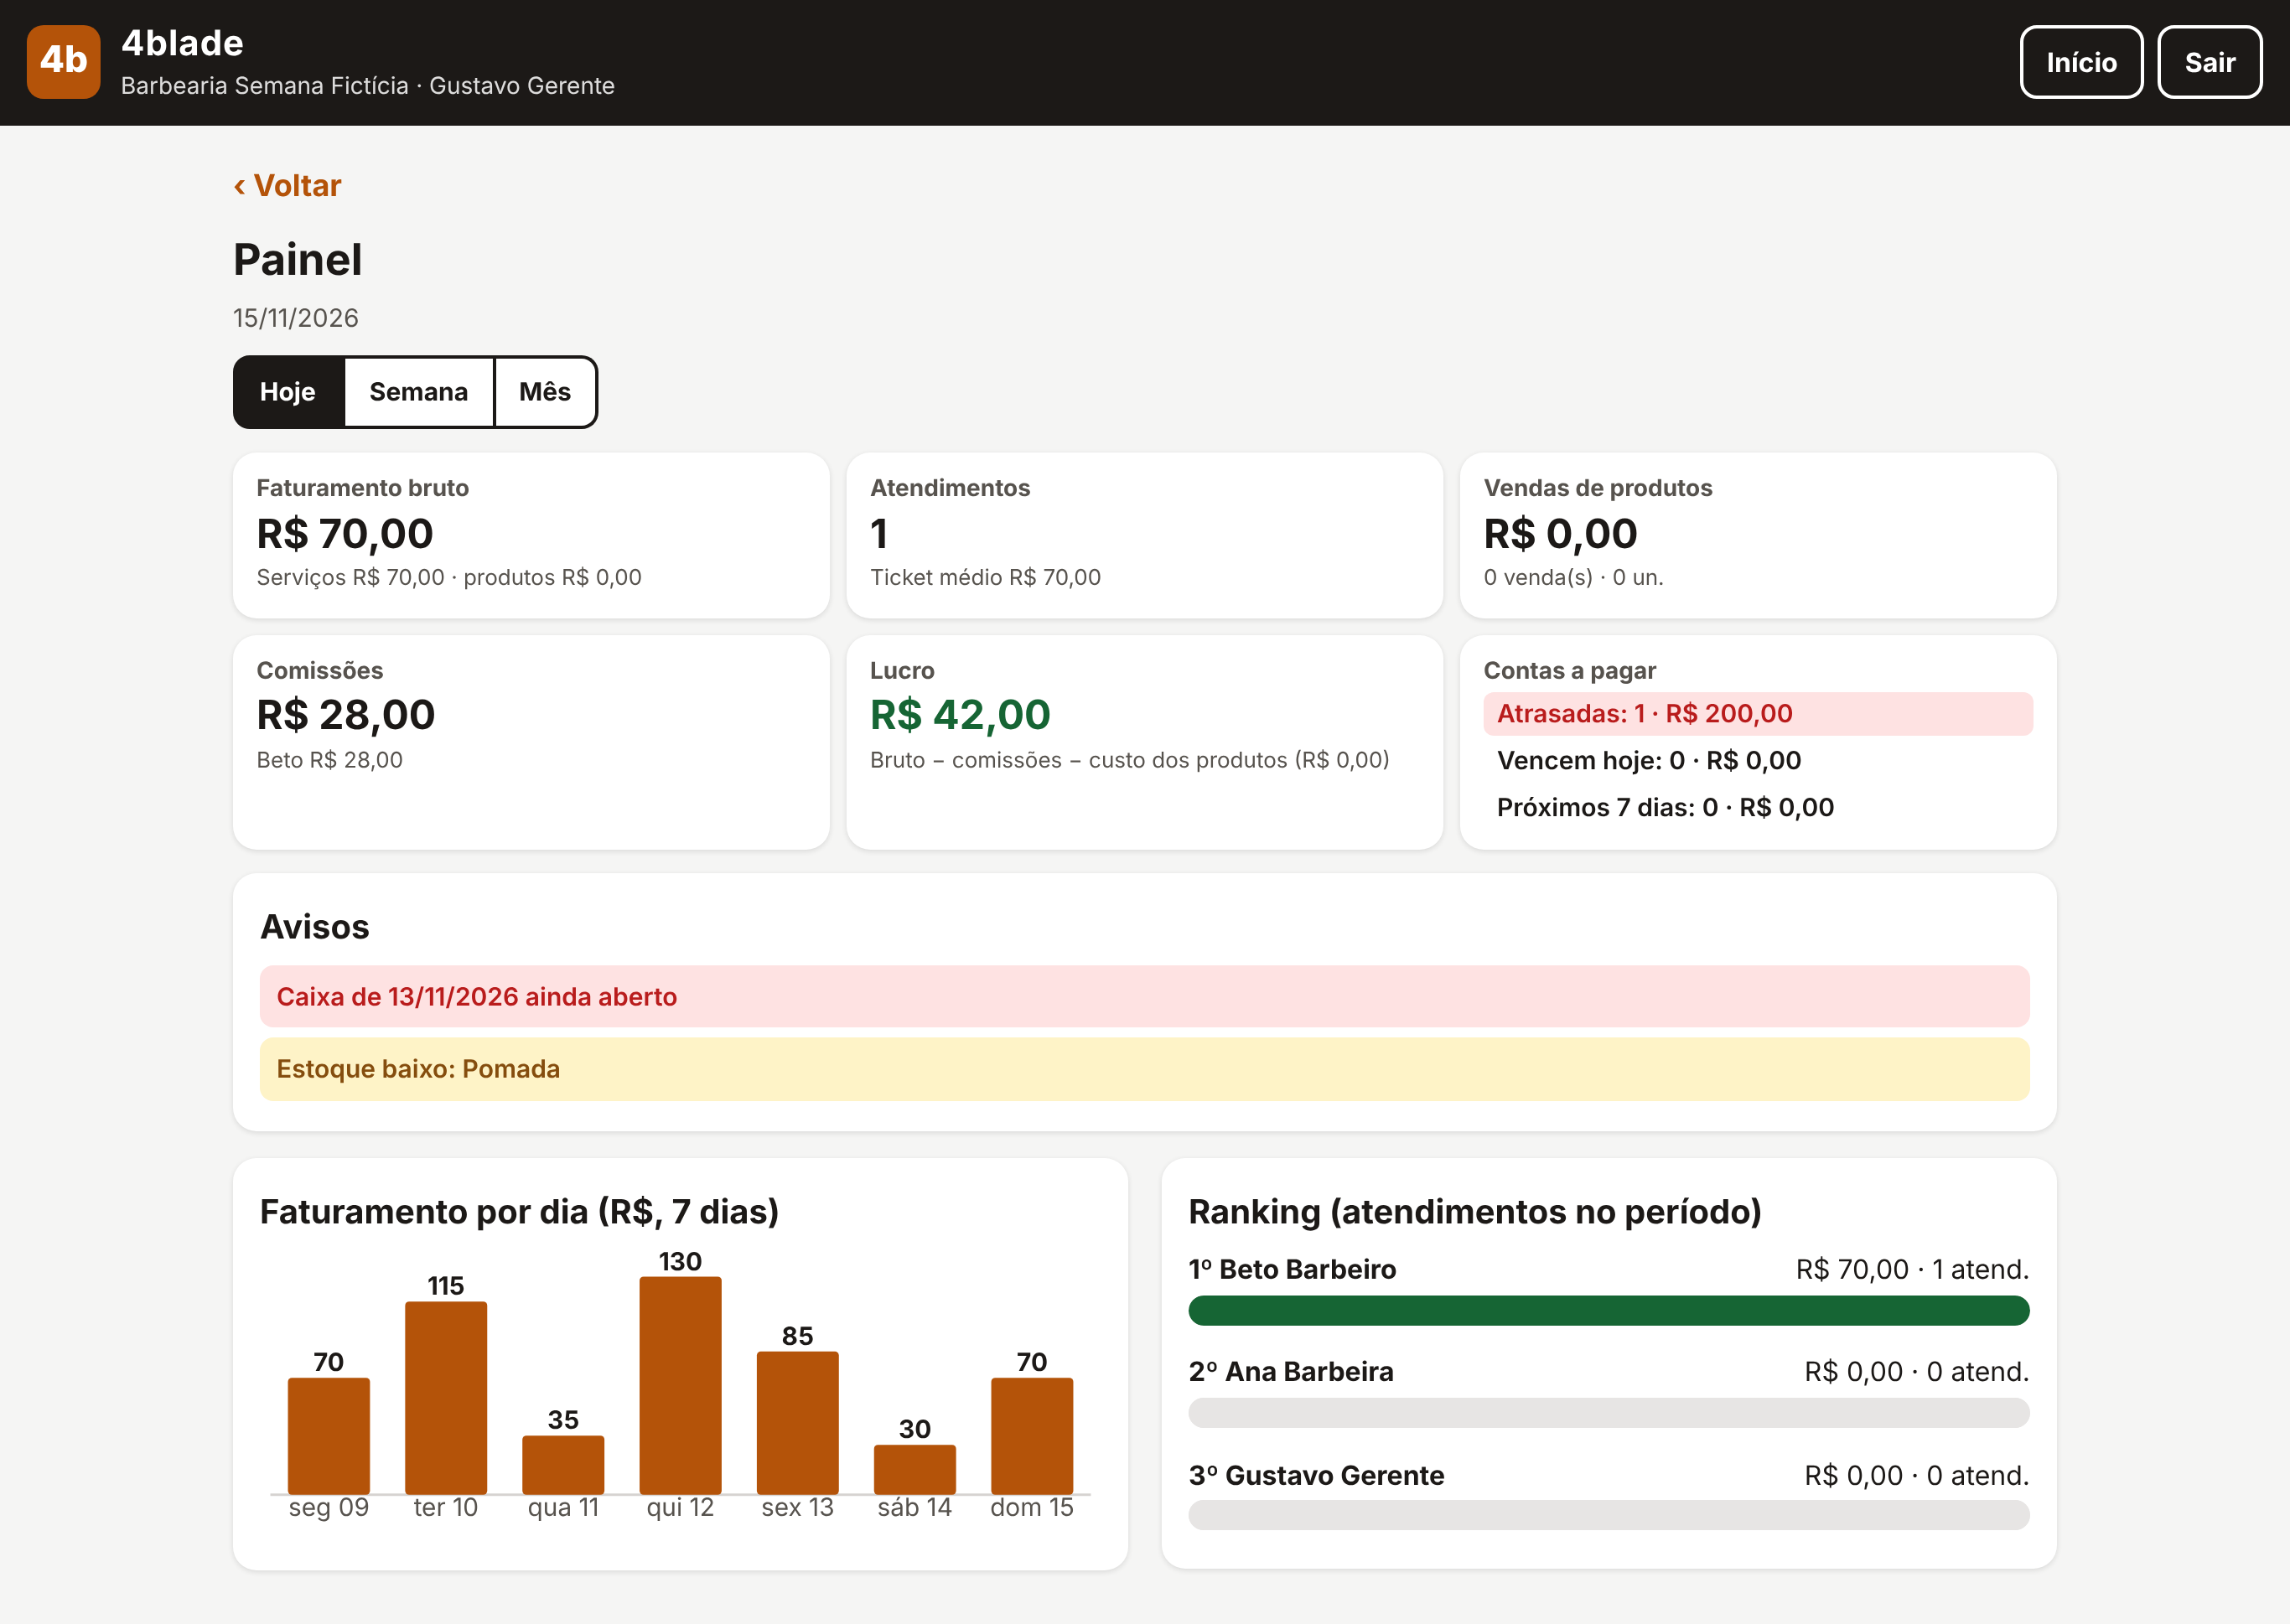 4b
4blade
Barbearia Semana Fictícia · Gustavo Gerente
Início
Sair
‹ Voltar
Painel
15/11/2026
Hoje
Semana
Mês
Faturamento bruto
R$ 70,00
Serviços R$ 70,00 · produtos R$ 0,00
Atendimentos
1
Ticket médio R$ 70,00
Vendas de produtos
R$ 0,00
0 venda(s) · 0 un.
Comissões
R$ 28,00
Beto R$ 28,00
Lucro
R$ 42,00
Bruto − comissões − custo dos produtos (R$ 0,00)
Contas a pagar
Atrasadas: 1 · R$ 200,00
Vencem hoje: 0 · R$ 0,00
Próximos 7 dias: 0 · R$ 0,00
Avisos
Caixa de 13/11/2026 ainda aberto
Estoque baixo: Pomada
Faturamento por dia (R$, 7 dias)
70
115
35
130
85
30
70
seg 09
ter 10
qua 11
qui 12
sex 13
sáb 14
dom 15
Ranking (atendimentos no período)
1º Beto Barbeiro
R$ 70,00 · 1 atend.
2º Ana Barbeira
R$ 0,00 · 0 atend.
3º Gustavo Gerente
R$ 0,00 · 0 atend.